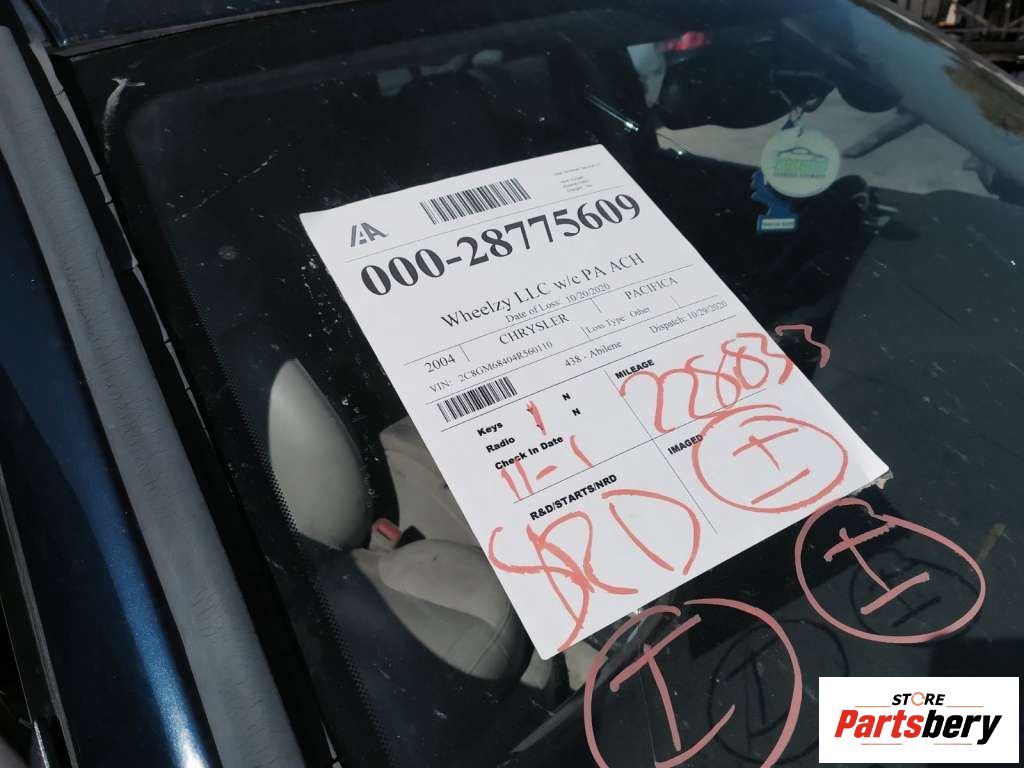 IAA
000-28775609
Wheelzy LLC w/c PA ACH
Date of Loss: 10/20/2020
2004 CHRYSLER PACIFICA
VIN: 2C8GM68404R560110 Loss Type Other Dispatch: 10/29/2020
438 - Abilene
Keys N
MILEAGE 228833
Radio N
Check In Date
11-1
IMAGED
I
R&D/STARTS/NRD
SRD
I
I
STORE
Partsbery